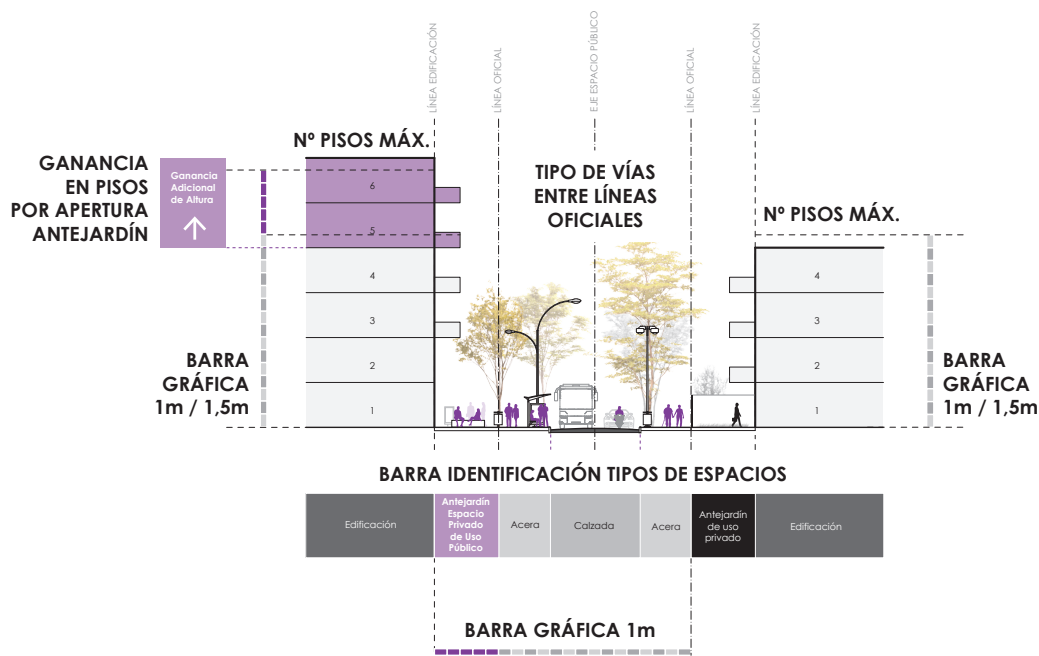 LÍNEA EDIFICACIÓN
LÍNEA OFICIAL
EJE ESPACIO PÚBLICO
LÍNEA OFICIAL
LÍNEA EDIFICACIÓN
Nº PISOS MÁX.
GANANCIA
EN PISOS
POR APERTURA
ANTEJARDÍN
Ganancia
Adicional
de Altura
6
5
4
3
2
1
TIPO DE VÍAS
ENTRE LÍNEAS
OFICIALES
Nº PISOS MÁX.
4
3
2
1
BARRA
GRÁFICA
1m / 1,5m
BARRA
GRÁFICA
1m / 1,5m
BARRA IDENTIFICACIÓN TIPOS DE ESPACIOS
Edificación
Antejardín
Espacio
Privado
de Uso
Público
Acera
Calzada
Acera
Antejardín
de uso
privado
Edificación
BARRA GRÁFICA 1m